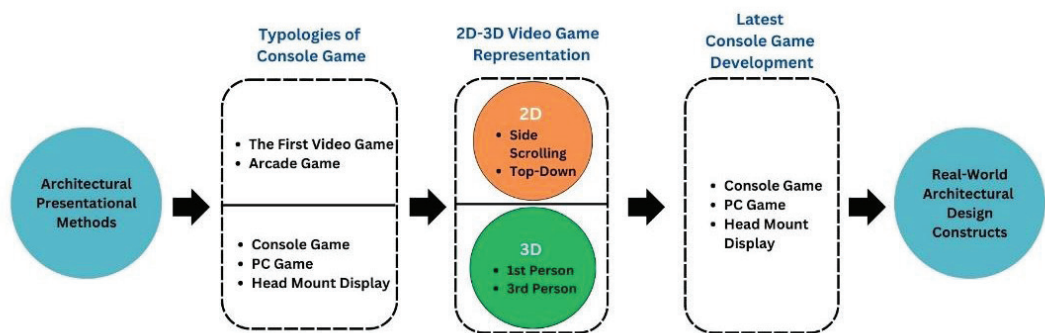 Architectural
Presentational
Methods
Typologies of
Console Game
• The First Video Game
• Arcade Game
• Console Game
• PC Game
• Head Mount Display
2D-3D Video Game
Representation
2D
• Side
Scrolling
• Top-Down
3D
• 1st Person
• 3rd Person
Latest
Console Game
Development
• Console Game
• PC Game
• Head Mount
Display
Real-World
Architectural
Design
Constructs